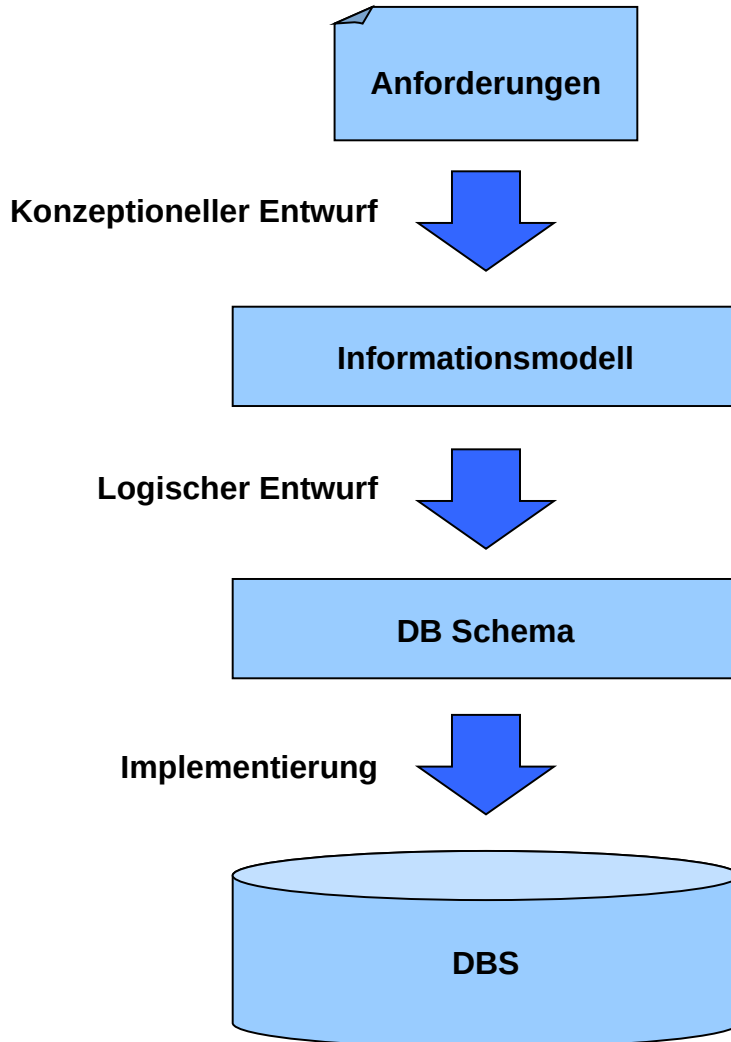 Anforderungen
Konzeptioneller Entwurf
Informationsmodell
Logischer Entwurf
DB Schema
Implementierung
DBS